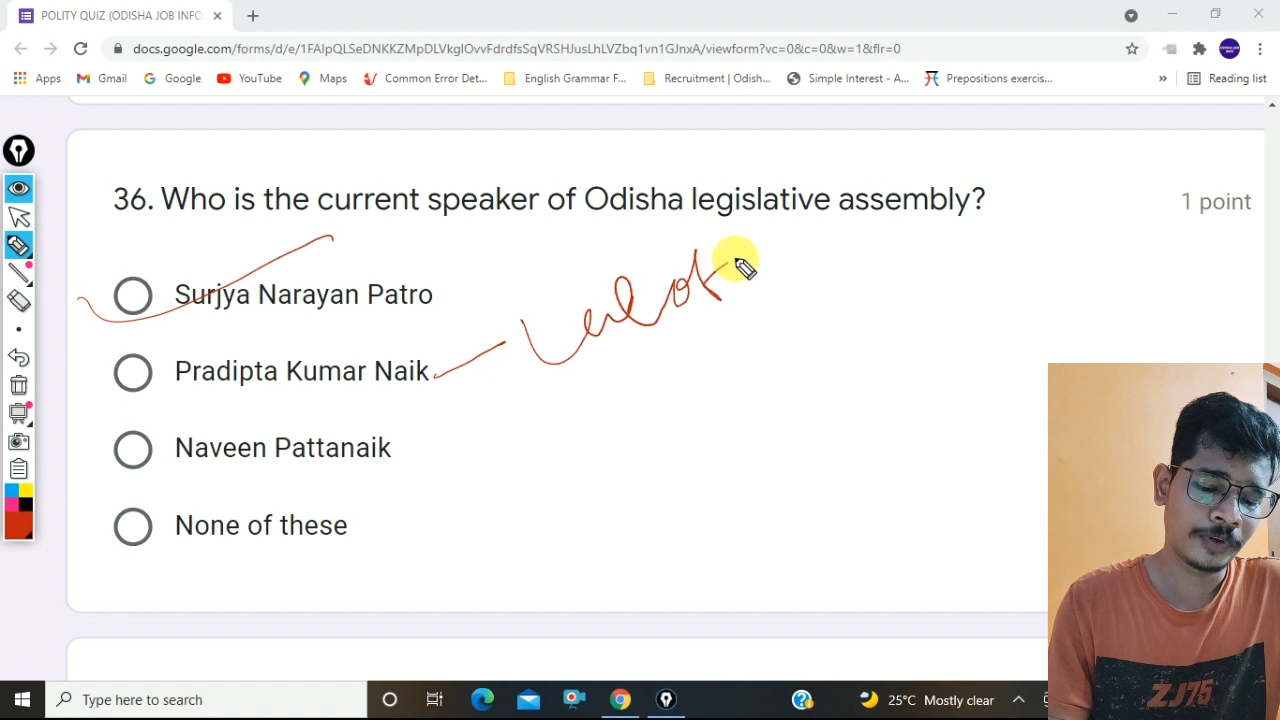 POLITY QUIZ (ODISHA JOB INFO
docs.google.com/forms/d/e/1FAIpQLSeDNKKZMpDLVkglOvvFdrdfsSqVRSHJusLhLVZbq1vn1GJnxA/viewform?vc=0&c=0&w=1&flr=0
Apps Gmail Google YouTube Maps Common Error Det... English Grammar F... Recruitment | Odish... Simple Interest - A... Prepositions exercis... » Reading list
36. Who is the current speaker of Odisha legislative assembly?
1 point
Surjya Narayan Patro
Pradipta Kumar Naik
Naveen Pattanaik
None of these
ZJ75
Type here to search
25°C Mostly clear